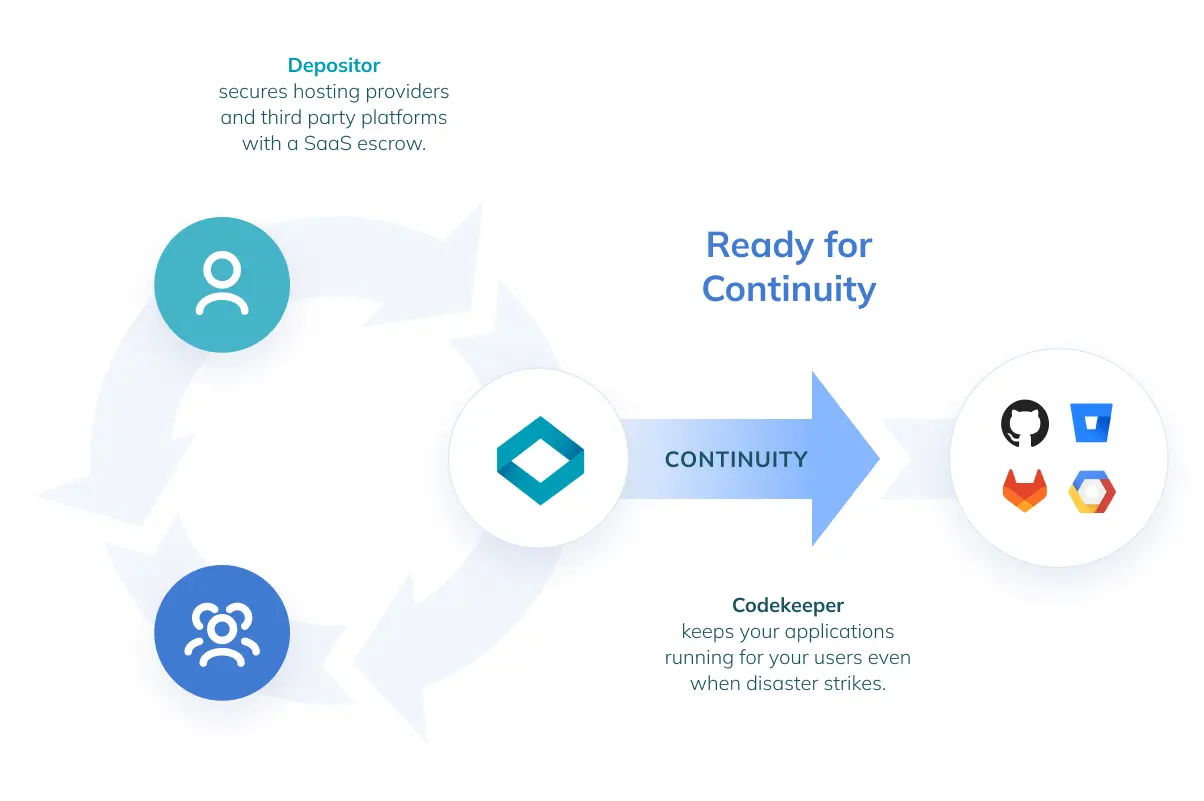 Depositor
secures hosting providers
and third party platforms
with a SaaS escrow.
Ready for
Continuity
CONTINUITY
Codekeeper
keeps your applications
running for your users even
when disaster strikes.